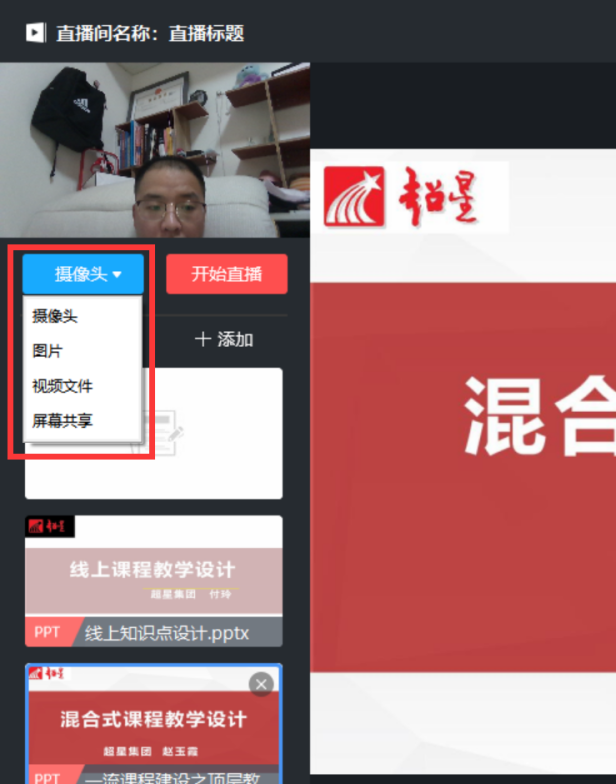 直播间名称：直播标题
超星
摄像头
开始直播
摄像头
图片
视频文件
屏幕共享
添加
混合
超星
线上课程教学设计
超星集团 付玲
PPT 线上知识点设计.pptx
超星
混合式课程教学设计
超星集团 赵玉霞
PPT 一流课程建设之顶层教